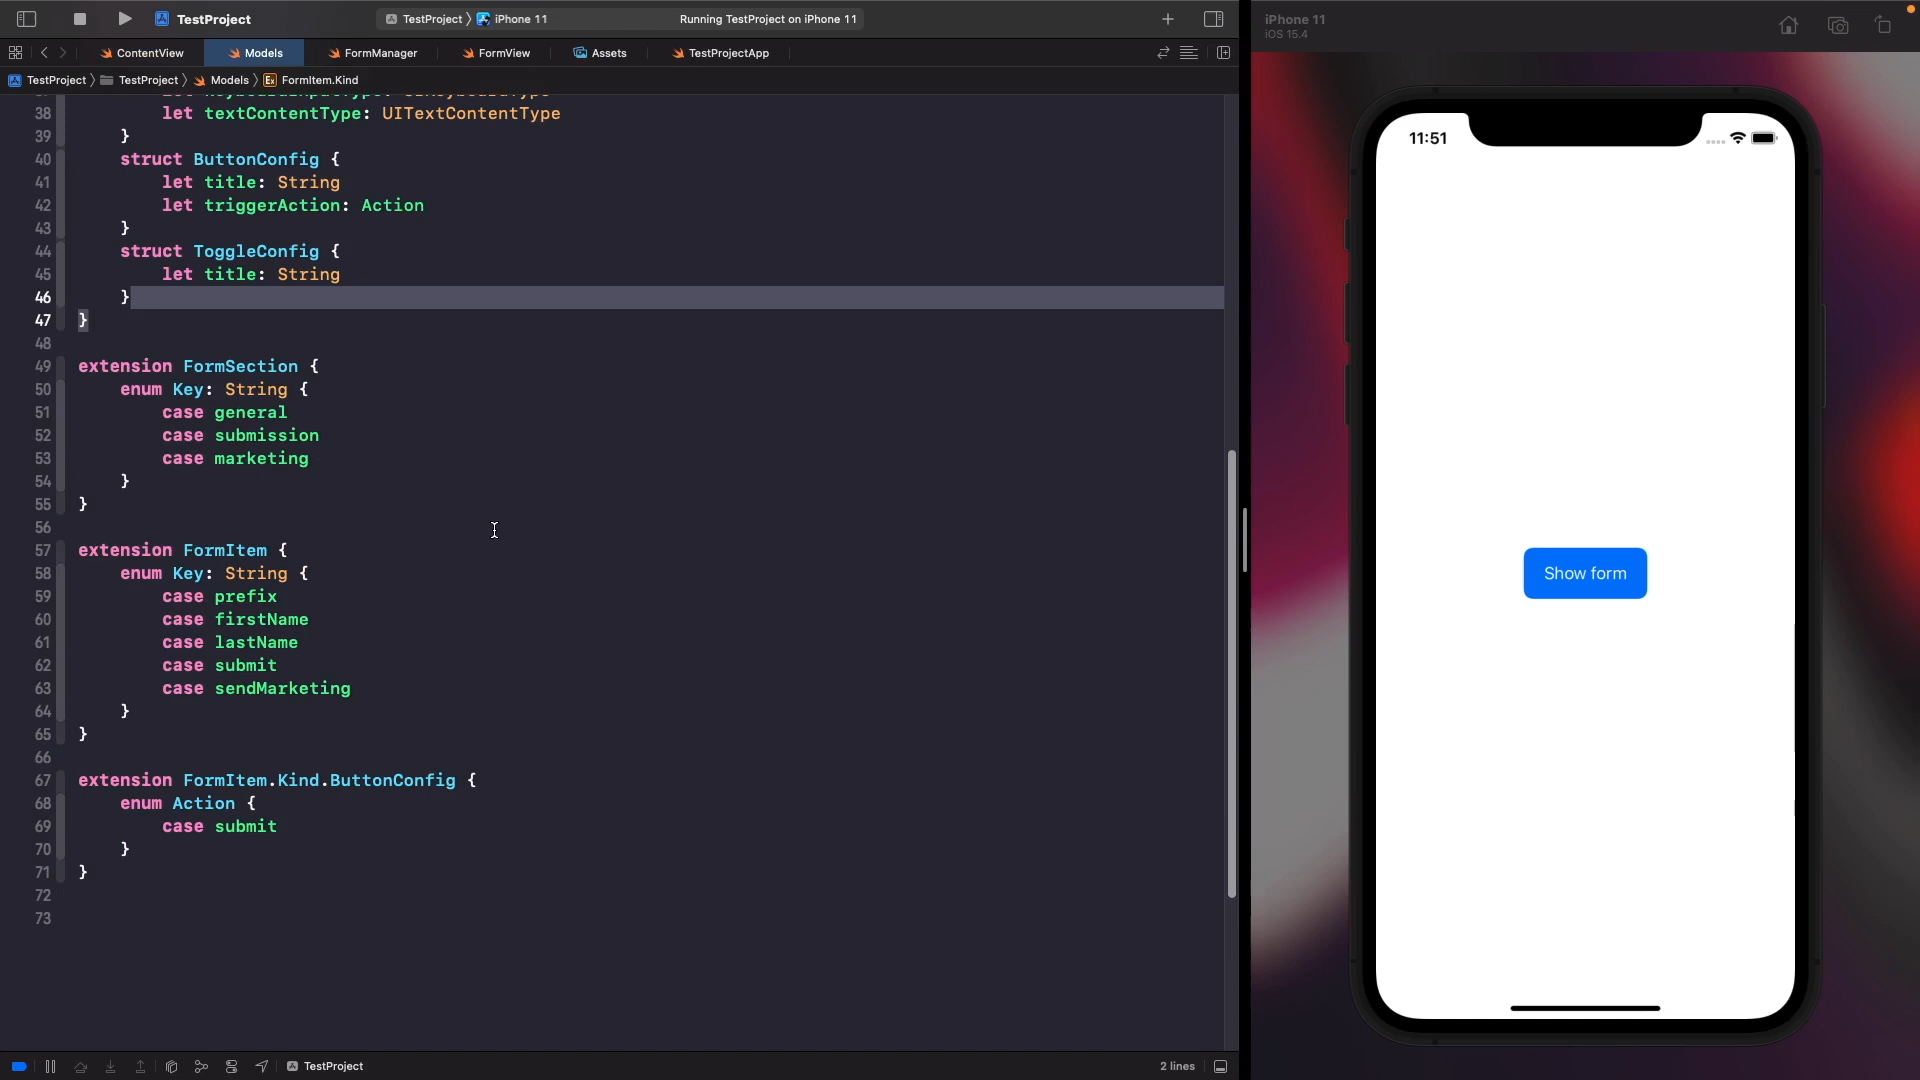 TestProject
TestProject
iPhone 11
Running TestProject on iPhone 11
ContentView
Models
FormManager
FormView
Assets
TestProjectApp
TestProject
TestProject
Models
Ex
FormItem.Kind
38 let textContentType: UITextContentType
39 }
40 struct ButtonConfig {
41 let title: String
42 let triggerAction: Action
43 }
44 struct ToggleConfig {
45 let title: String
46 }
47 }
48
49 extension FormSection {
50 enum Key: String {
51 case general
52 case submission
53 case marketing
54 }
55 }
56
57 extension FormItem {
58 enum Key: String {
59 case prefix
60 case firstName
61 case lastName
62 case submit
63 case sendMarketing
64 }
65 }
66
67 extension FormItem.Kind.ButtonConfig {
68 enum Action {
69 case submit
70 }
71 }
72
73
TestProject
2 lines
iPhone 11
iOS 15.4
11:51
Show form